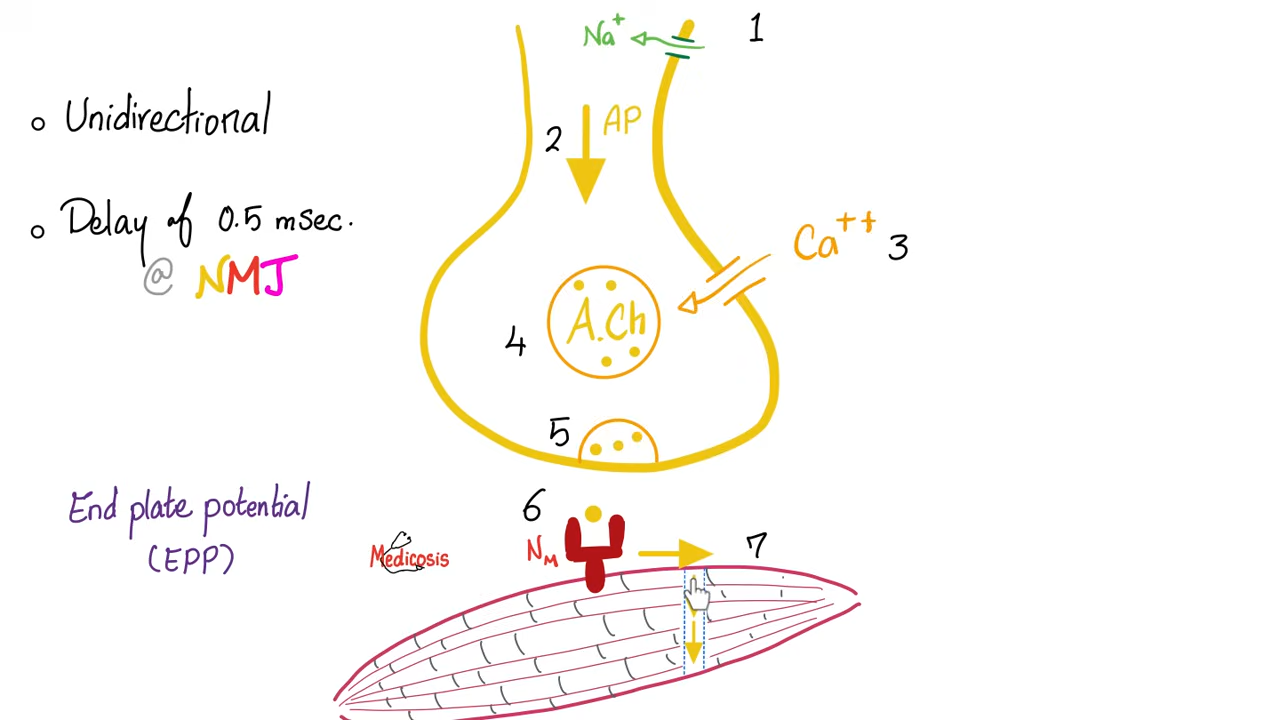 Na+
1
Unidirectional
2
AP
Delay of 0.5 msec.
@ NMJ
Ca++
3
A.Ch
4
5
End plate potential
(EPP)
6
Medicosis
NM
7